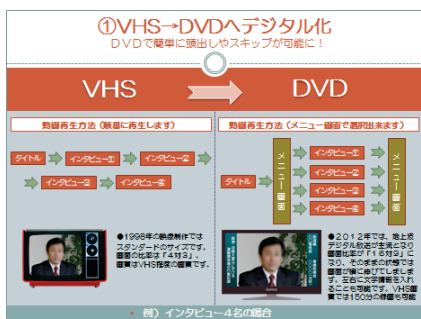 ①VHS→DVDへデジタル化
DVDで簡単に頭出しやスキップが可能に！
VHS
DVD
動画再生方法（順番に再生します）
タイトル
インタビュー①
インタビュー②
インタビュー③
インタビュー④
動画再生方法（メニュー画面で選択出来ます）
タイトル
メニュー画面
インタビュー①
インタビュー②
インタビュー③
インタビュー④
メニュー画面
●1998年の映像制作では
スタンダードのサイズです。
画面の比率は「4対3」。
画質はVHS程度の画質です。
●2012年では、地上波
デジタル放送が主流となり
画面比率が「16対9」に
なり、そのままの状態では
画面が横に伸びてしまいま
す。左右に文字情報を入れ
ることも可能です。VHS画
質では150分の録画も可能
例）インタビュー4名の場合